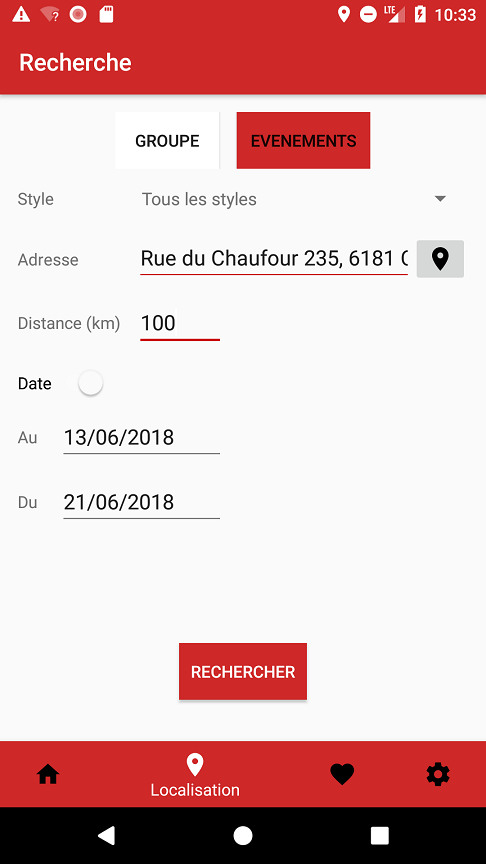 LTE 10:33
Recherche
GROUPE EVENEMENTS
Style Tous les styles
Adresse Rue du Chaufour 235, 6181
Distance (km) 100
Date
Au 13/06/2018
Du 21/06/2018
RECHERCHER
Localisation